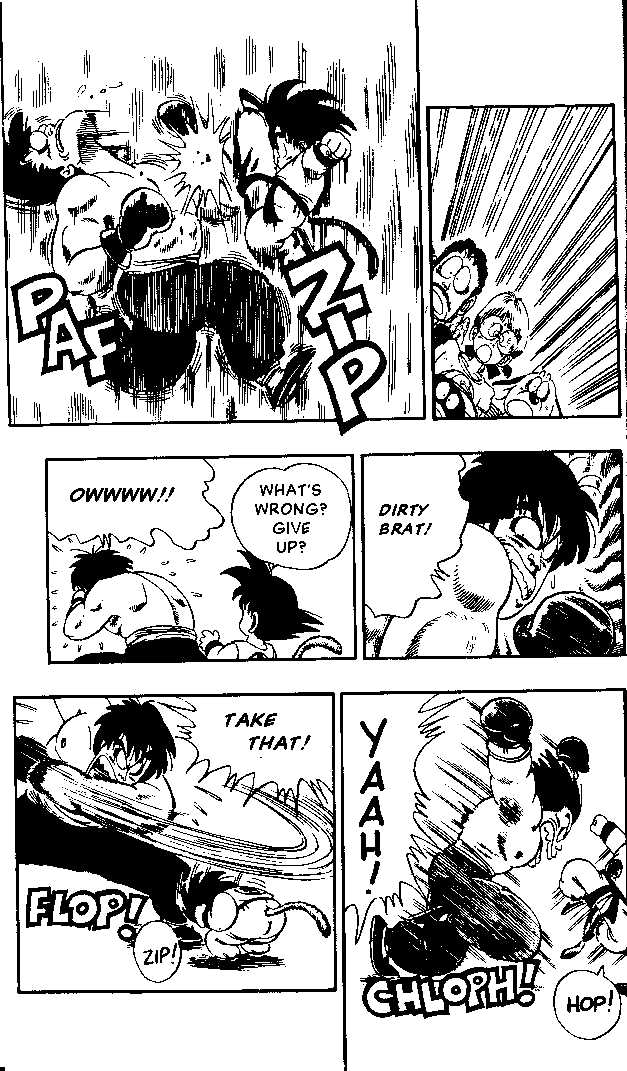 PAF
ZIP
OWWWW!!
WHAT'S
WRONG?
GIVE
UP?
DIRTY
BRAT!
TAKE
THAT!
FLOP!
ZIP!
YAAH!
CHLOPH!
HOP!